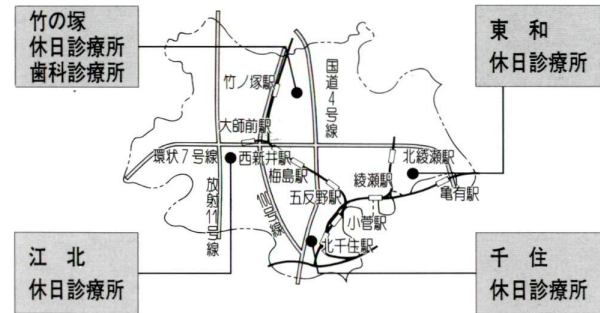 竹の塚
休日診療所
歯科診療所
東 和
休日診療所
国道4号線
竹ノ塚駅
大師前駅
環状7号線
西新井駅
北綾瀬駅
梅島駅
綾瀬駅
亀有駅
五反野駅
放射11号線
小菅駅
北千住駅
江 北
休日診療所
千 住
休日診療所